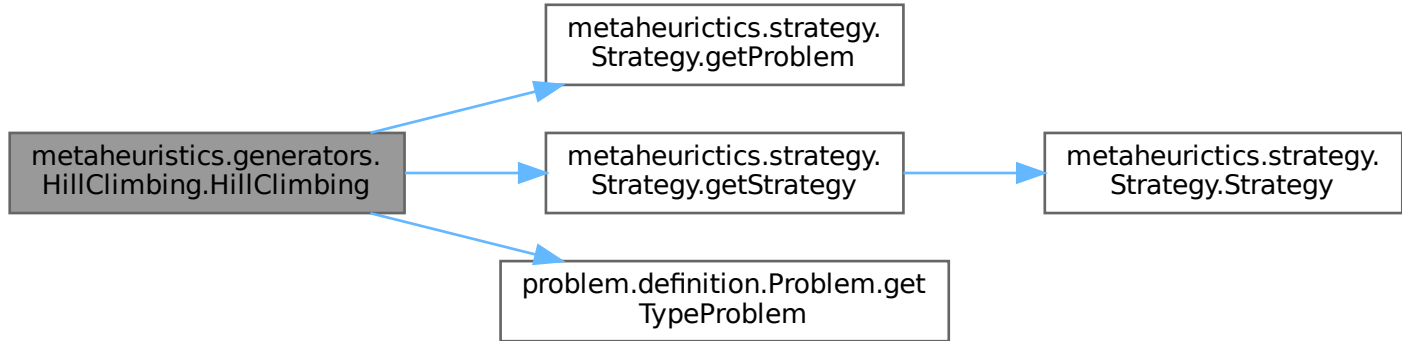 metaheuristics.generators.
HillClimbing.HillClimbing
metaheurictics.strategy.
Strategy.getProblem
metaheurictics.strategy.
Strategy.getStrategy
metaheurictics.strategy.
Strategy.Strategy
problem.definition.Problem.get
TypeProblem